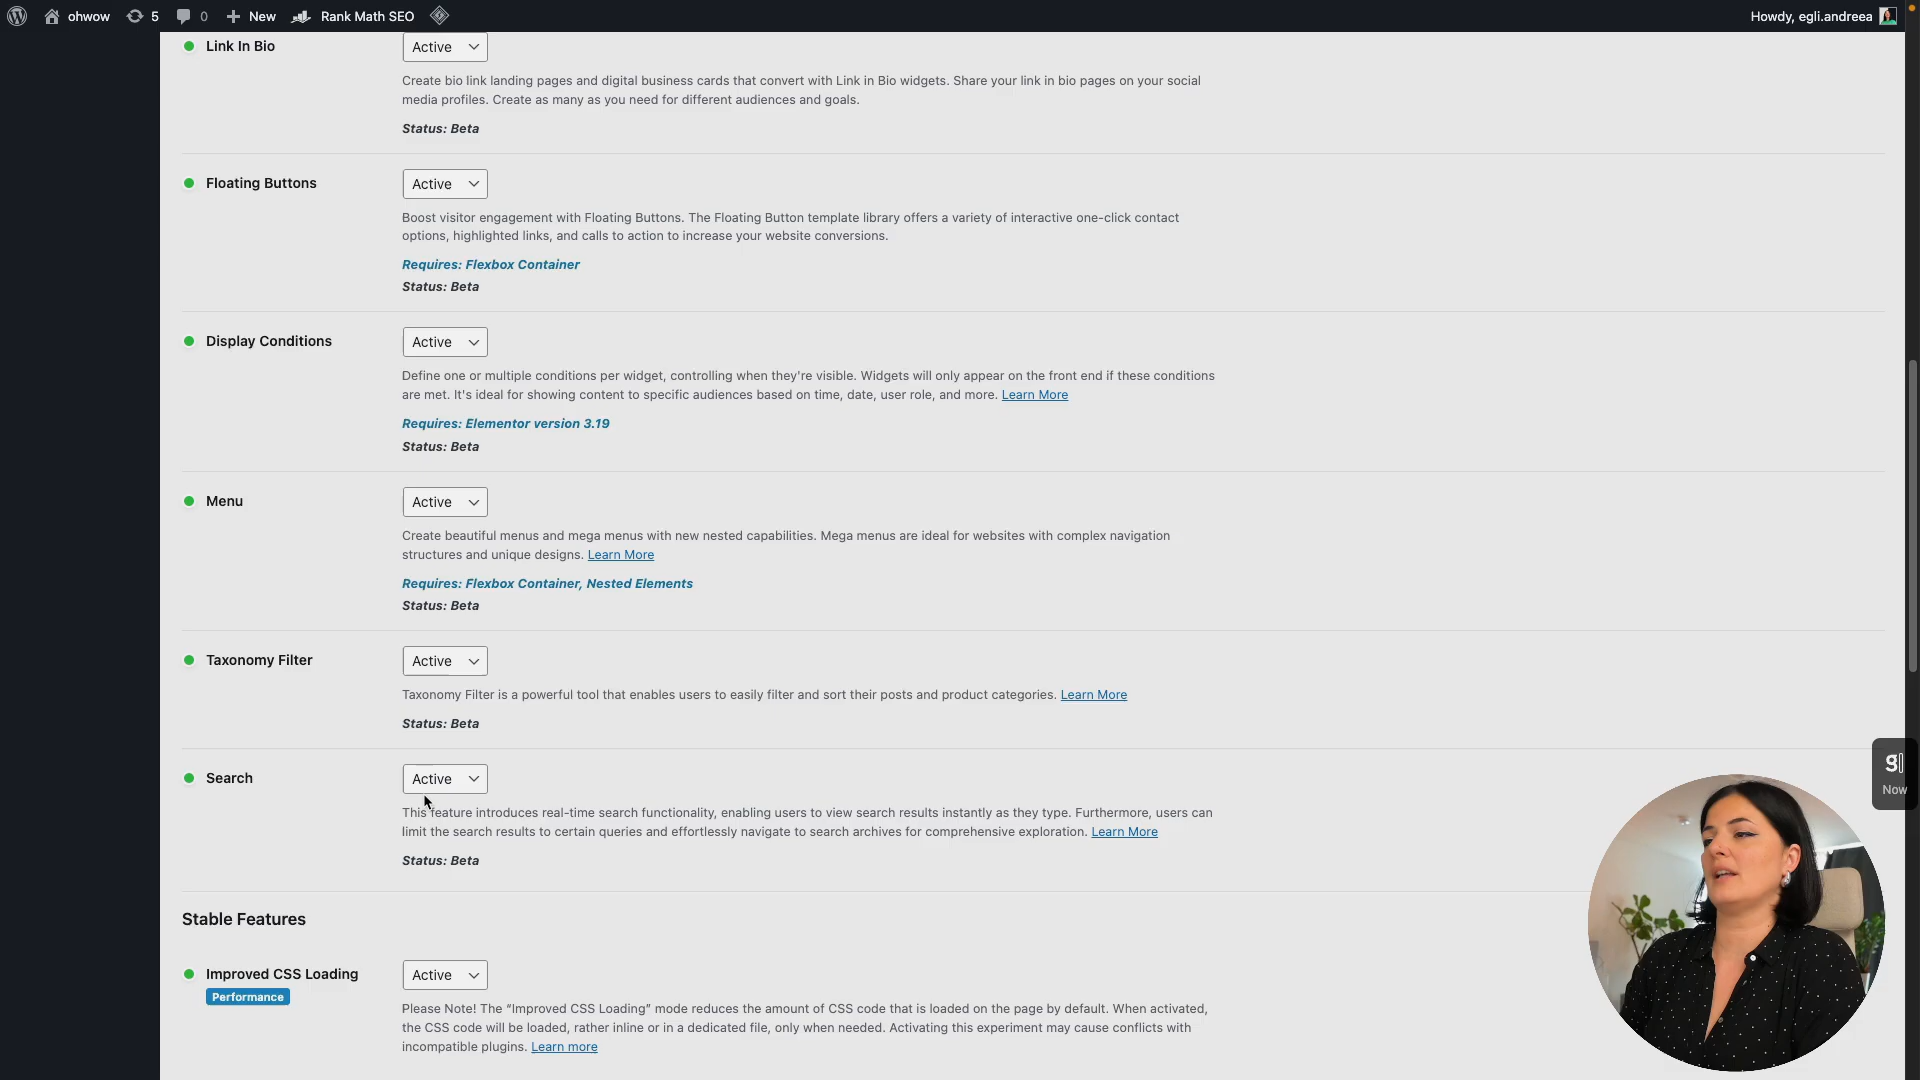 ohwow 5 0 New Rank Math SEO Howdy, egli.andreea
Link In Bio Active
Create bio link landing pages and digital business cards that convert with Link in Bio widgets. Share your link in bio pages on your social
media profiles. Create as many as you need for different audiences and goals.
Status: Beta
Floating Buttons Active
Boost visitor engagement with Floating Buttons. The Floating Button template library offers a variety of interactive one-click contact
options, highlighted links, and calls to action to increase your website conversions.
Requires: Flexbox Container
Status: Beta
Display Conditions Active
Define one or multiple conditions per widget, controlling when they're visible. Widgets will only appear on the front end if these conditions
are met. It's ideal for showing content to specific audiences based on time, date, user role, and more. Learn More
Requires: Elementor version 3.19
Status: Beta
Menu Active
Create beautiful menus and mega menus with new nested capabilities. Mega menus are ideal for websites with complex navigation
structures and unique designs. Learn More
Requires: Flexbox Container, Nested Elements
Status: Beta
Taxonomy Filter Active
Taxonomy Filter is a powerful tool that enables users to easily filter and sort their posts and product categories. Learn More
Status: Beta
Search Active
This feature introduces real-time search functionality, enabling users to view search results instantly as they type. Furthermore, users can
limit the search results to certain queries and effortlessly navigate to search archives for comprehensive exploration. Learn More
Status: Beta
Now
Stable Features
Improved CSS Loading Active
Performance
Please Note! The “Improved CSS Loading” mode reduces the amount of CSS code that is loaded on the page by default. When activated,
the CSS code will be loaded, rather inline or in a dedicated file, only when needed. Activating this experiment may cause conflicts with
incompatible plugins. Learn more